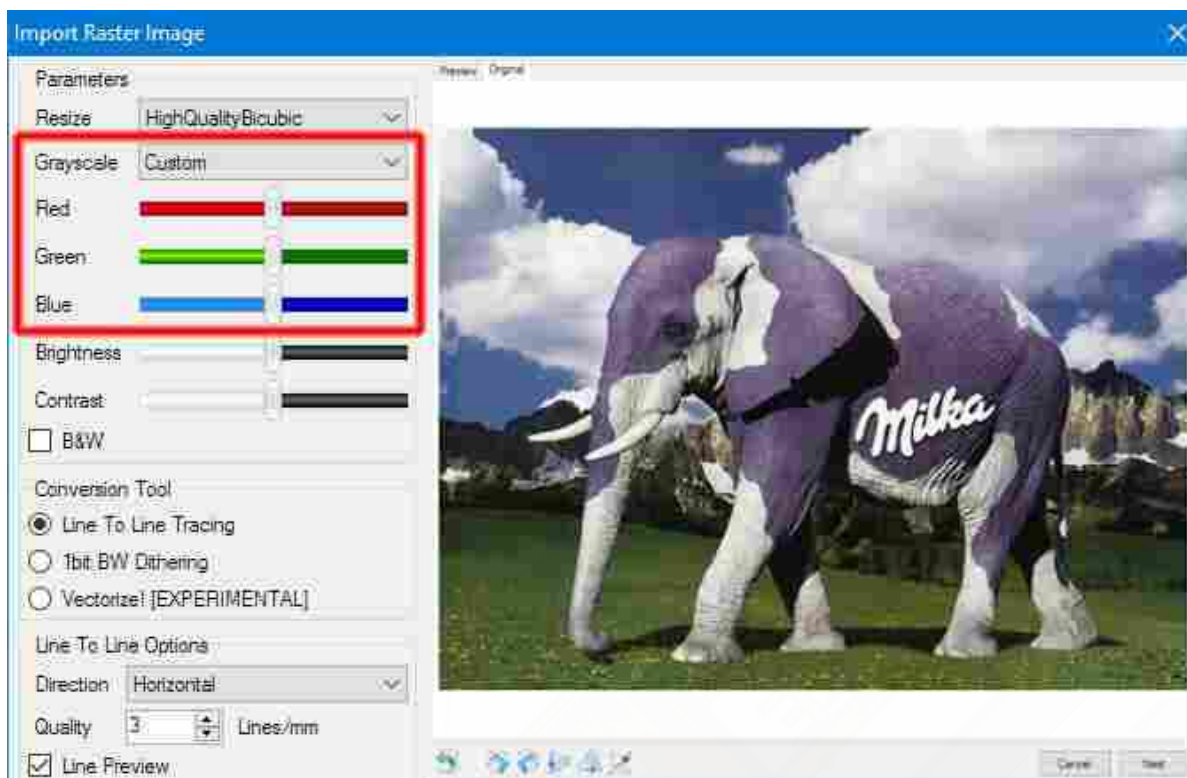 Import Raster Image
Parameters
Resize HighQualityBicubic
Grayscale Custom
Red
Green
Blue
Brightness
Contrast
B&W
Conversion Tool
Line To Line Tracing
1bit BW Dithering
Vectorize! [EXPERIMENTAL]
Line To Line Options
Direction Horizontal
Quality 3 Lines/mm
Line Preview
Preview Original
Milka
Cancel Next